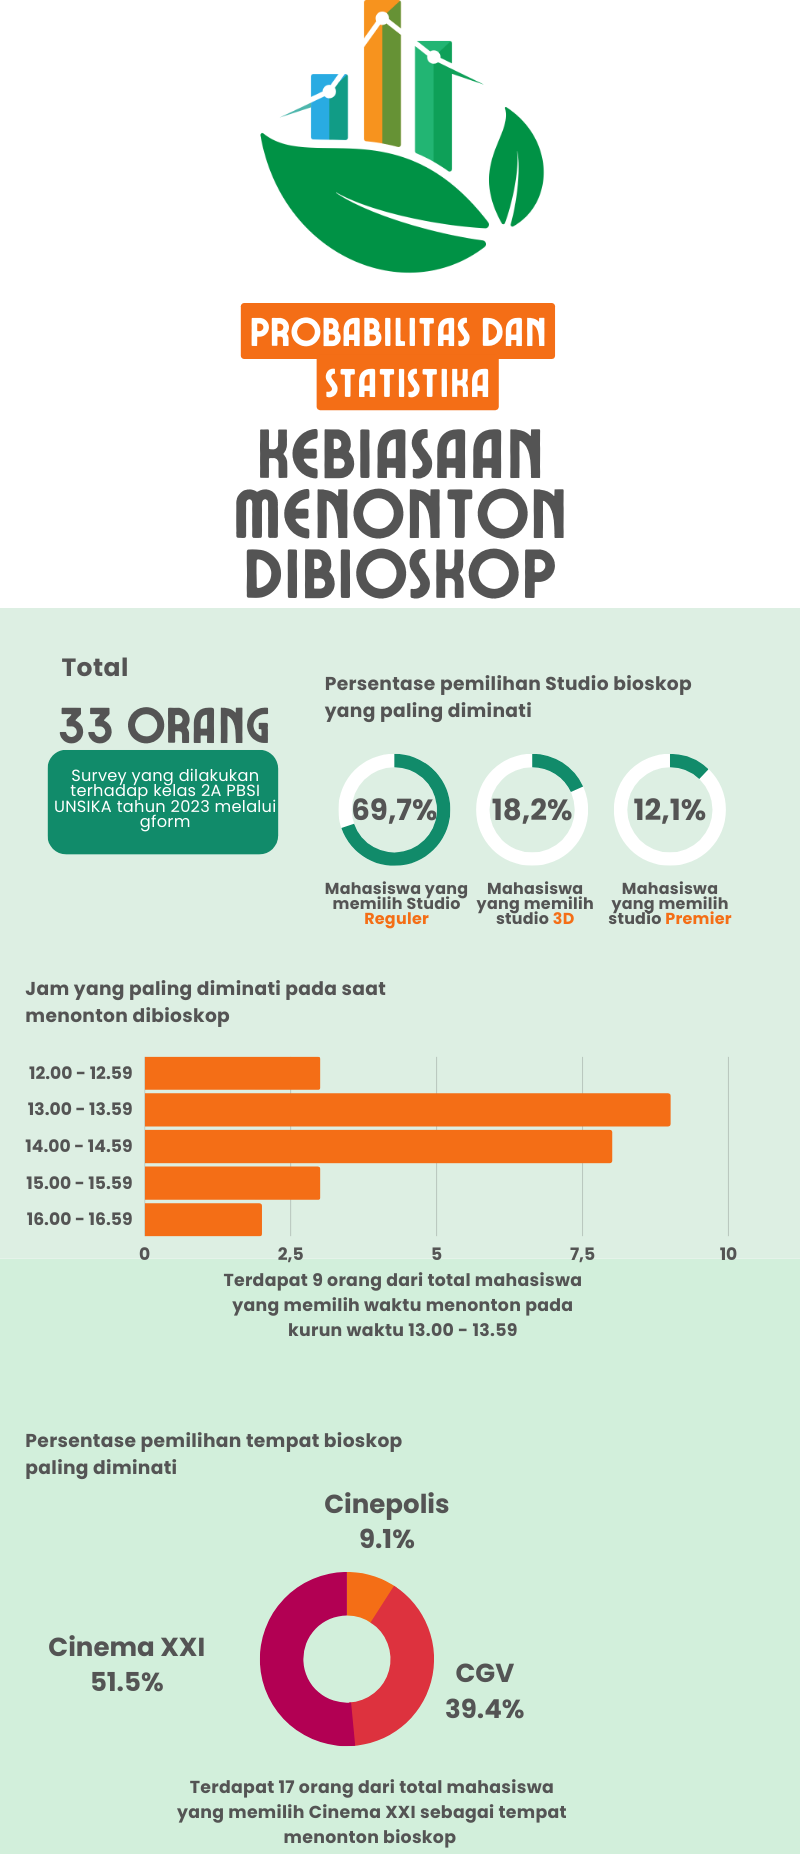 PROBABILITAS DAN
STATISTIKA
KEBIASAAN
MENONTON
DIBIOSKOP
Total
33 ORANG
Survey yang dilakukan
terhadap kelas 2A PBSI
UNSIKA tahun 2023 melalui
gform
Persentase pemilihan Studio bioskop
yang paling diminati
69,7%
18,2%
12,1%
Mahasiswa yang
memilih Studio
Reguler
Mahasiswa
yang memilih
studio 3D
Mahasiswa
yang memilih
studio Premier
Jam yang paling diminati pada saat
menonton dibioskop
12.00 - 12.59
13.00 - 13.59
14.00 - 14.59
15.00 - 15.59
16.00 - 16.59
0
2,5
5
7,5
10
Terdapat 9 orang dari total mahasiswa
yang memilih waktu menonton pada
kurun waktu 13.00 - 13.59
Persentase pemilihan tempat bioskop
paling diminati
Cinepolis
9.1%
Cinema XXI
51.5%
CGV
39.4%
Terdapat 17 orang dari total mahasiswa
yang memilih Cinema XXI sebagai tempat
menonton bioskop